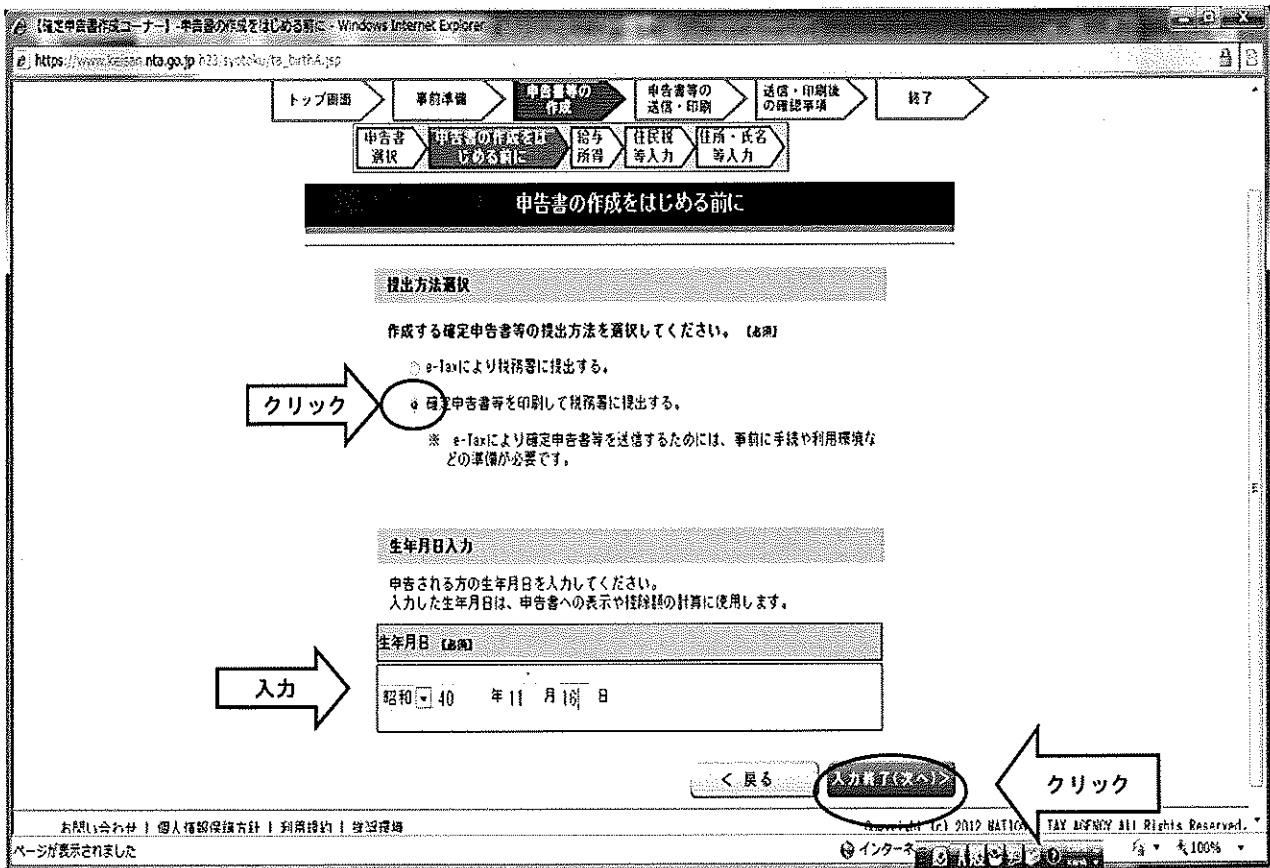 【確定申告書作成コーナー】-申告書の作成をはじめる前に - Windows Internet Explorer
https://www.keisan.nta.go.jp/h23/syotoku/ta_birthA.jsp
トップ画面
事前準備
申告書等の
作成
申告書等の
送信・印刷
送信・印刷後
の確認事項
終了
申告書
選択
申告書の作成をは
じめる前に
給与
所得
住民税
等入力
住所・氏名
等入力
申告書の作成をはじめる前に
提出方法選択
作成する確定申告書等の提出方法を選択してください。 【必須】
e-Taxにより税務署に提出する。
クリック
確定申告書等を印刷して税務署に提出する。
※ e-Taxにより確定申告書等を送信するためには、事前に手続や利用環境な
どの準備が必要です。
生年月日入力
申告される方の生年月日を入力してください。
入力した生年月日は、申告書への表示や控除額の計算に使用します。
生年月日 【必須】
入力
昭和 40 年 11 月 16 日
< 戻る
入力終了(次へ)>
クリック
お問い合わせ | 個人情報保護方針 | 利用規約 | 推奨環境
Copyright (c) 2012 NATION TAX AGENCY All Rights Reserved.
ページが表示されました
インターネ
100%